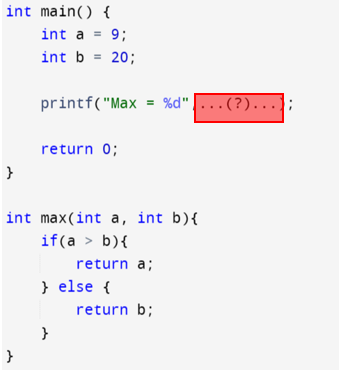 int main() {
int a = 9;
int b = 20;
printf("Max = %d",...(?)...);
return 0;
}
int max(int a, int b){
if(a > b){
return a;
} else {
return b;
}
}